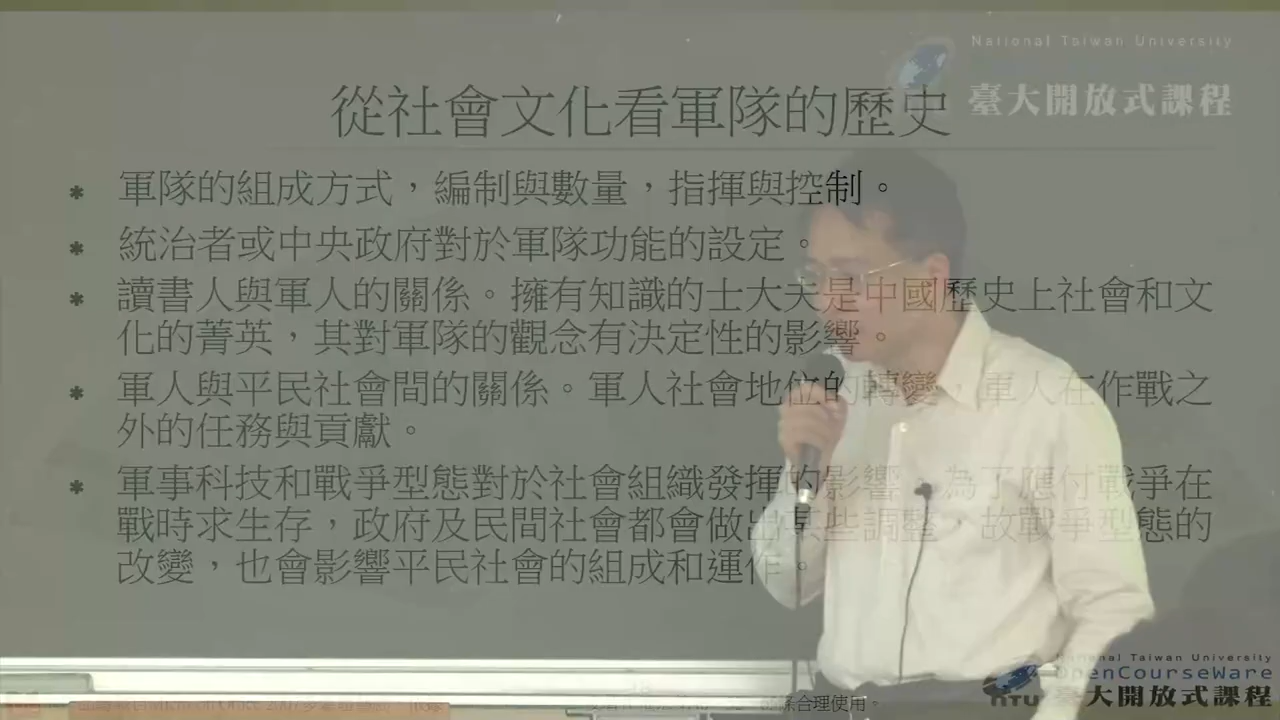 National Taiwan University
臺大開放式課程
從社會文化看軍隊的歷史
* 軍隊的組成方式，編制與數量，指揮與控制。
* 統治者或中央政府對於軍隊功能的設定。
* 讀書人與軍人的關係。擁有知識的士大夫是中國歷史上社會和文
化的菁英，其對軍隊的觀念有決定性的影響。
* 軍人與平民社會間的關係。軍人社會地位的轉變，軍人在作戰之
外的任務與貢獻。
* 軍事科技和戰爭型態對於社會組織發揮的影響。為了應付戰爭在
戰時求生存，政府及民間社會都會做出某些調整。故戰爭型態的
改變，也會影響平民社會的組成和運作。
合理使用。
National Taiwan University
OpenCourseWare
NTU 臺大開放式課程